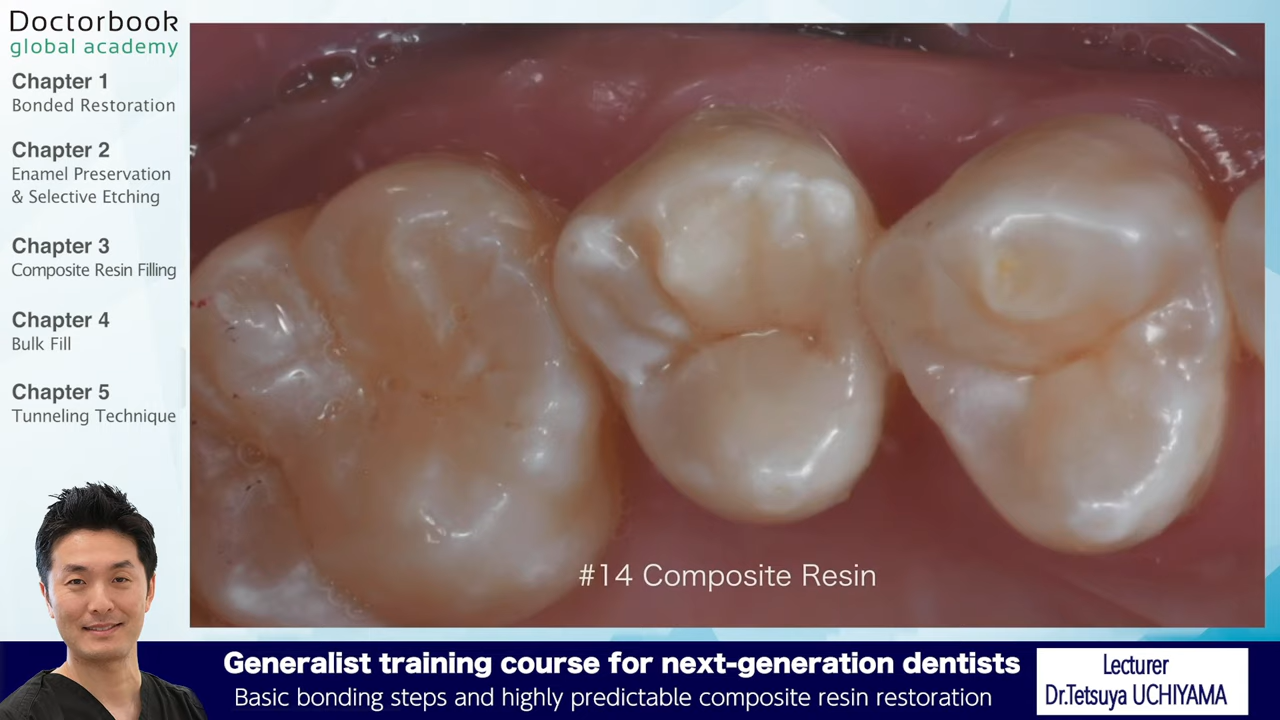 Doctorbook
global academy
Chapter 1
Bonded Restoration
Chapter 2
Enamel Preservation
& Selective Etching
Chapter 3
Composite Resin Filling
Chapter 4
Bulk Fill
Chapter 5
Tunneling Technique
#14 Composite Resin
Generalist training course for next-generation dentists
Basic bonding steps and highly predictable composite resin restoration
Lecturer
Dr.Tetsuya UCHIYAMA